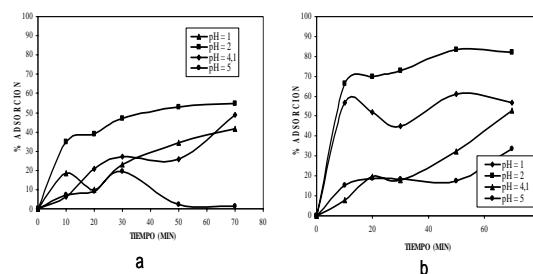 100
90
80
70
60
50
40
30
20
10
0
% ADSORCION
pH = 1
pH = 2
pH = 4,1
pH = 5
0 10 20 30 40 50 60 70 80
TIEMPO (MIN)
a
100
90
80
70
60
50
40
30
20
10
0
% ADSORCION
pH = 1
pH = 2
pH = 4,1
pH = 5
0 20 40 60
TIEMPO (MIN)
b